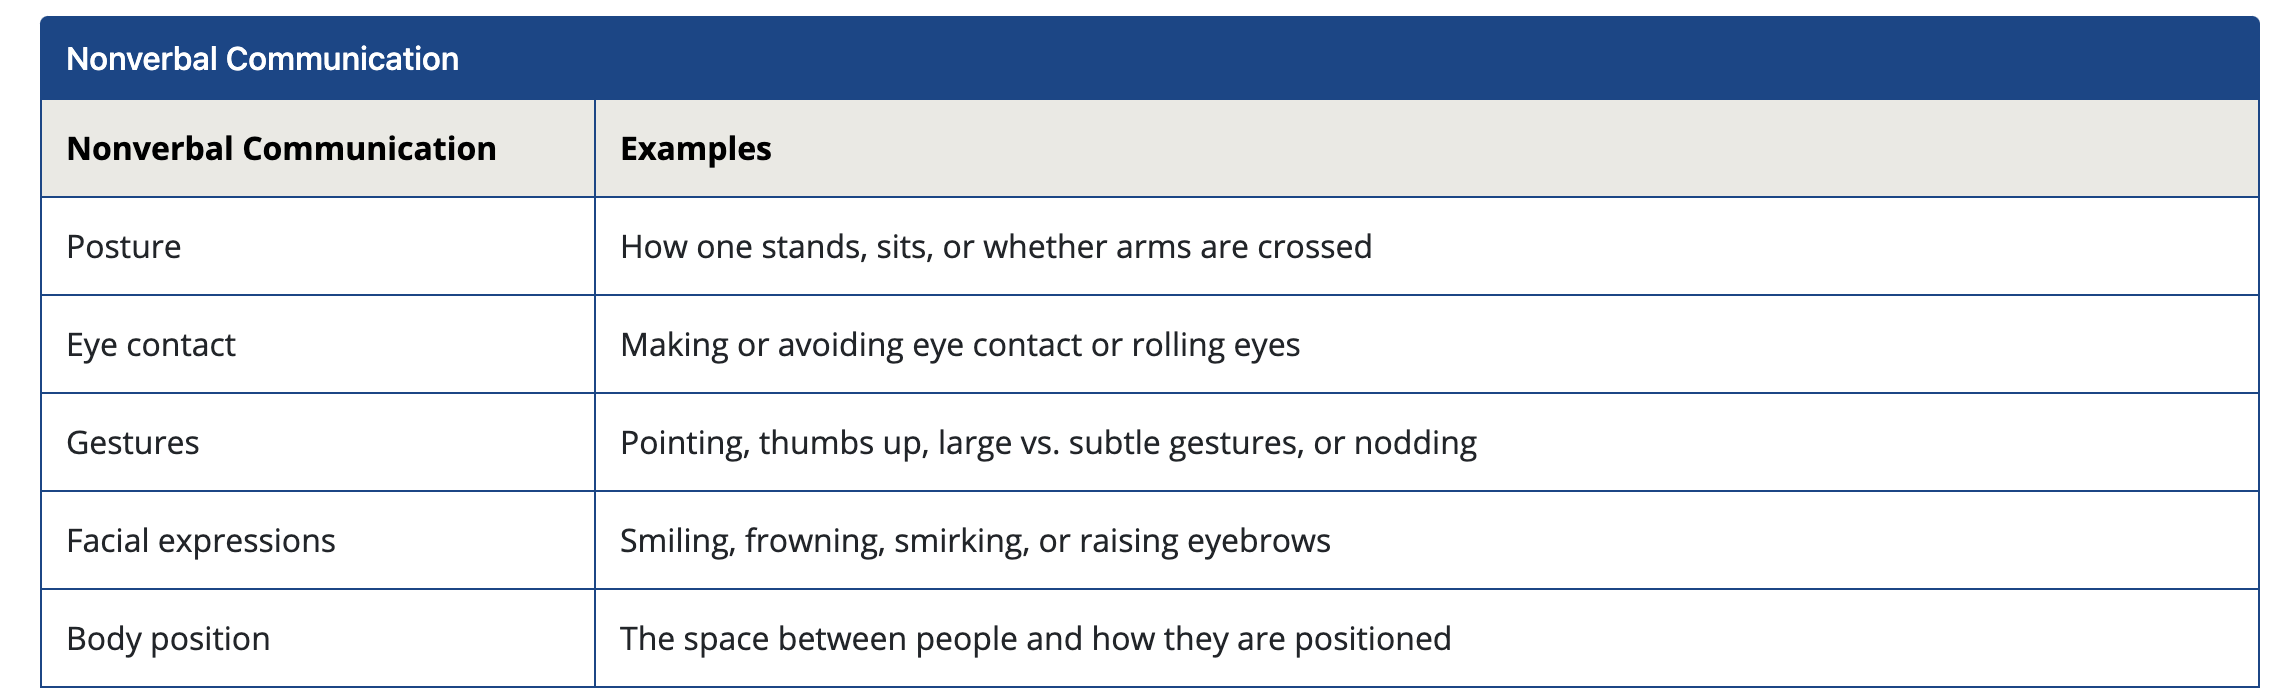 Nonverbal Communication
Nonverbal Communication Examples
Posture How one stands, sits, or whether arms are crossed
Eye contact Making or avoiding eye contact or rolling eyes
Gestures Pointing, thumbs up, large vs. subtle gestures, or nodding
Facial expressions Smiling, frowning, smirking, or raising eyebrows
Body position The space between people and how they are positioned